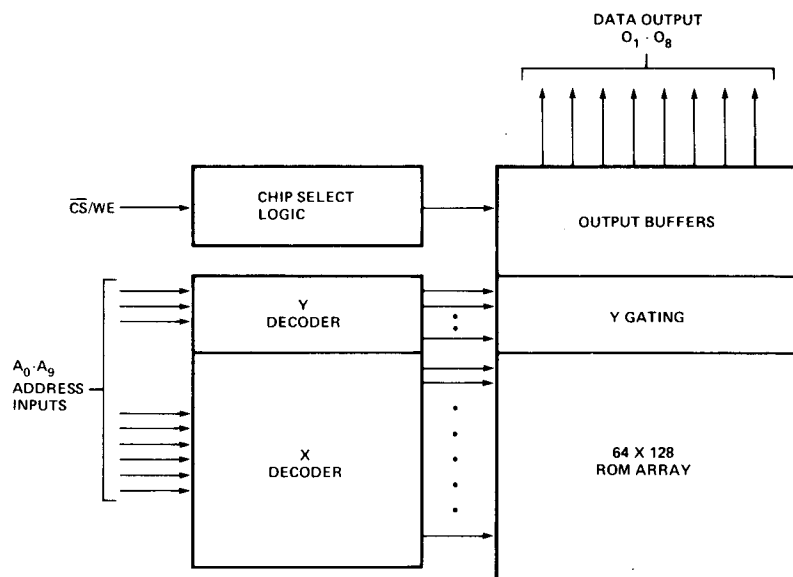 DATA OUTPUT
O₁ · O₈
C̅S̅/WE
CHIP SELECT
LOGIC
OUTPUT BUFFERS
Y
DECODER
Y GATING
A₀·A₉
ADDRESS
INPUTS
X
DECODER
64 X 128
ROM ARRAY